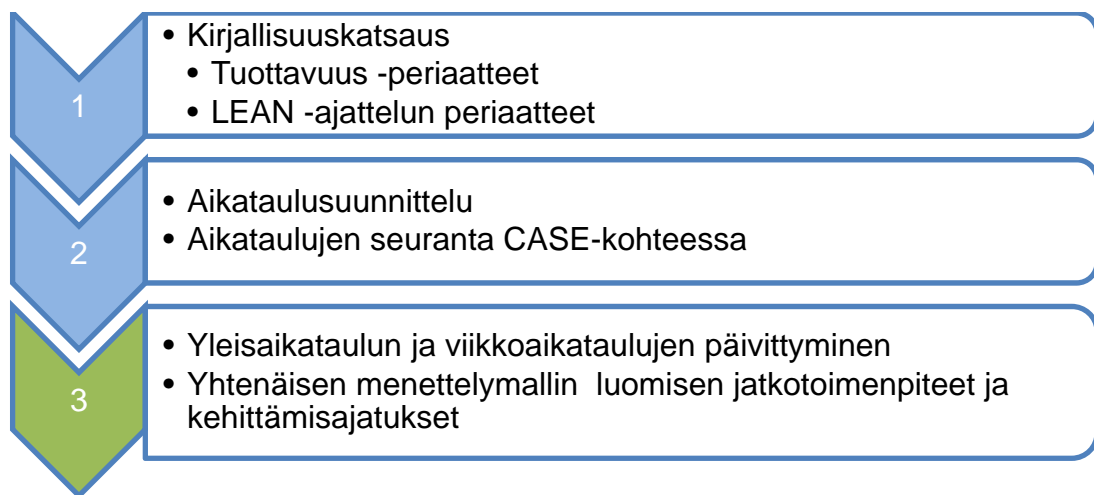 1
• Kirjallisuuskatsaus
• Tuottavuus -periaatteet
• LEAN -ajattelun periaatteet
2
• Aikataulusuunnittelu
• Aikataulujen seuranta CASE-kohteessa
3
• Yleisaikataulun ja viikkoaikataulujen päivittyminen
• Yhtenäisen menettelymallin luomisen jatkotoimenpiteet ja
kehittämisajatukset